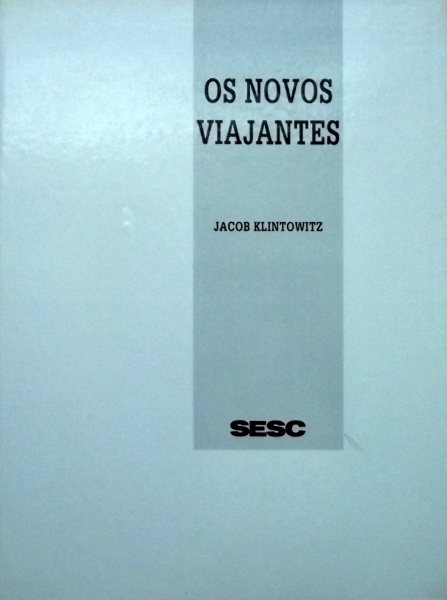 OS NOVOS
VIAJANTES
JACOB KLINTOWITZ
SESC